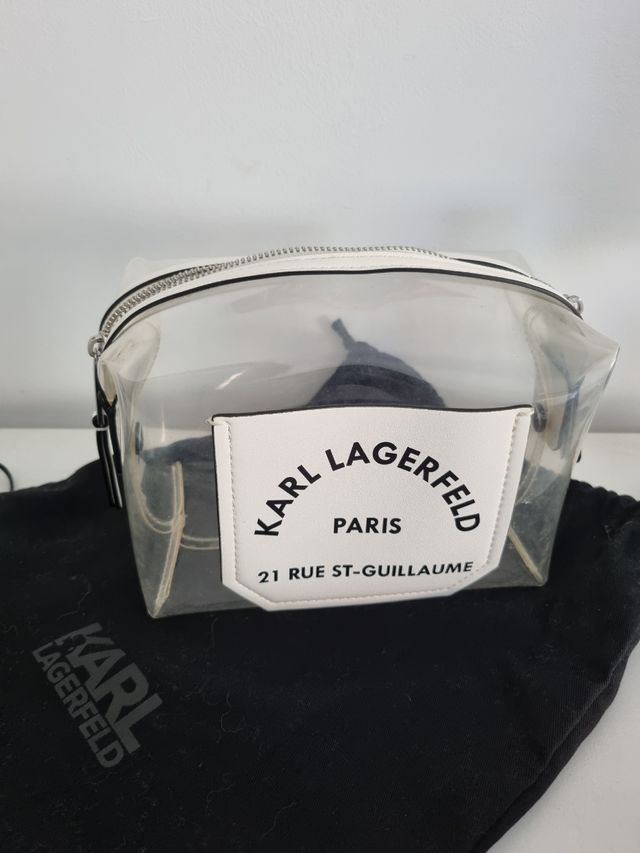 KARL LAGERFELD
PARIS
21 RUE ST-GUILLAUME
KARL
LAGERFELD